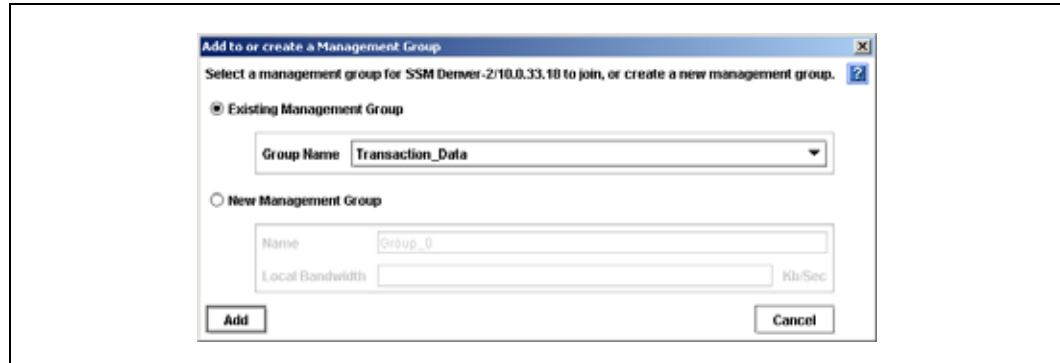 Add to or create a Management Group
Select a management group for SSM Denver-2/10.0.33.18 to join, or create a new management group.
?
Existing Management Group
Group Name Transaction_Data
New Management Group
Name Group_0
Local Bandwidth Kb/Sec
Add Cancel